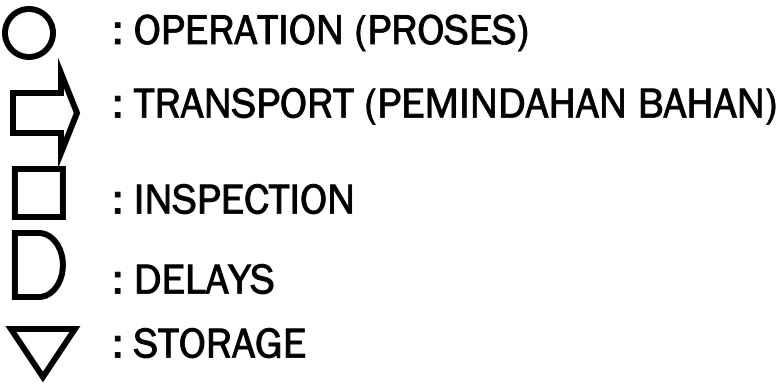 : OPERATION (PROSES)
: TRANSPORT (PEMINDAHAN BAHAN)
: INSPECTION
: DELAYS
: STORAGE